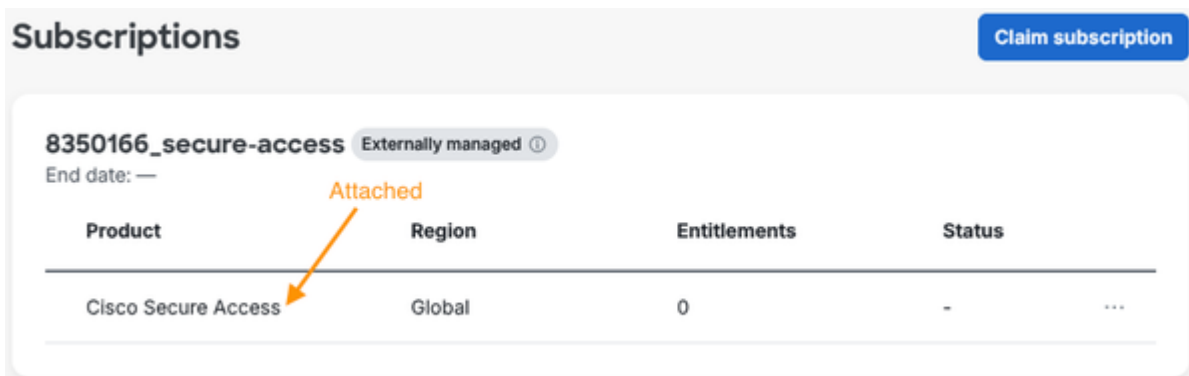 Subscriptions
Claim subscription
8350166_secure-access Externally managed ⓘ
End date: —
Attached
Product Region Entitlements Status
Cisco Secure Access Global 0 - ...